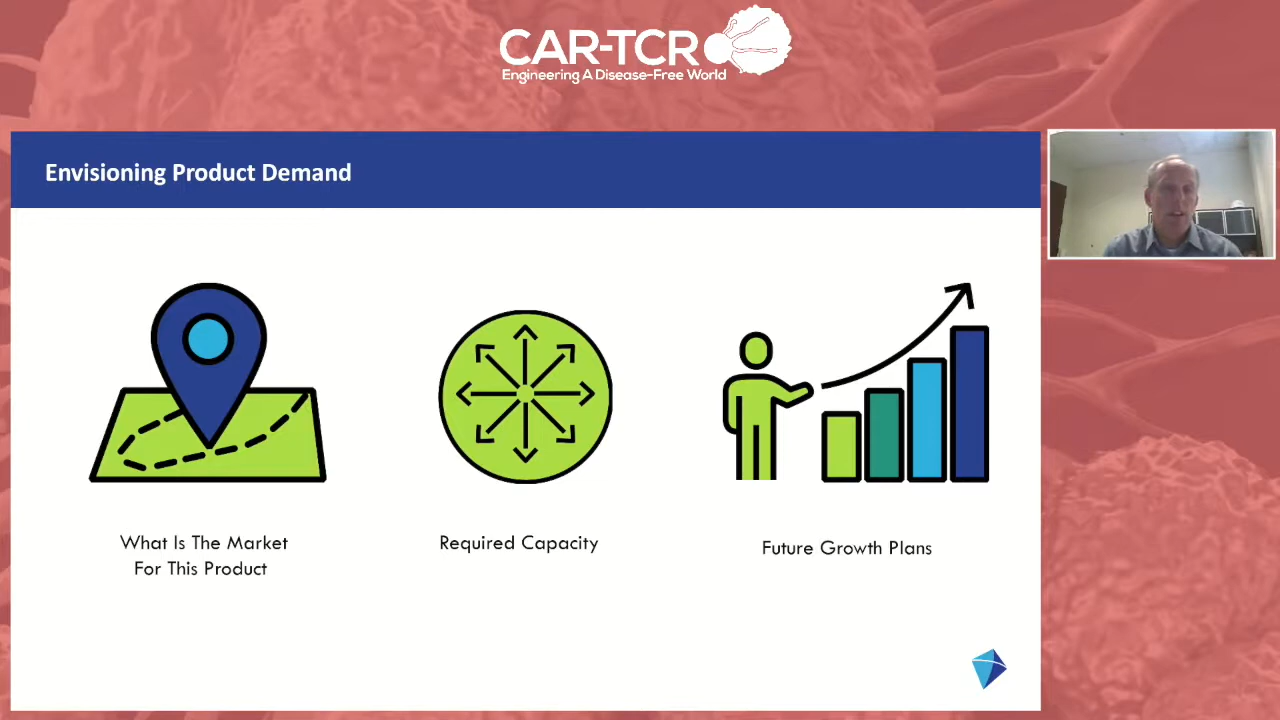 CAR-TCR
Engineering A Disease-Free World
Envisioning Product Demand
What Is The Market
For This Product
Required Capacity
Future Growth Plans